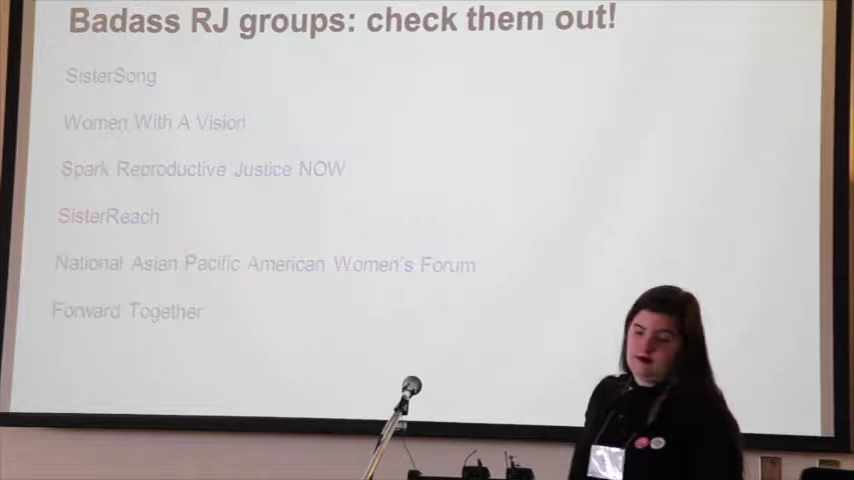 Badass RJ groups: check them out!
SisterSong
Women With A Vision
Spark Reproductive Justice NOW
SisterReach
National Asian Pacific American Women's Forum
Forward Together